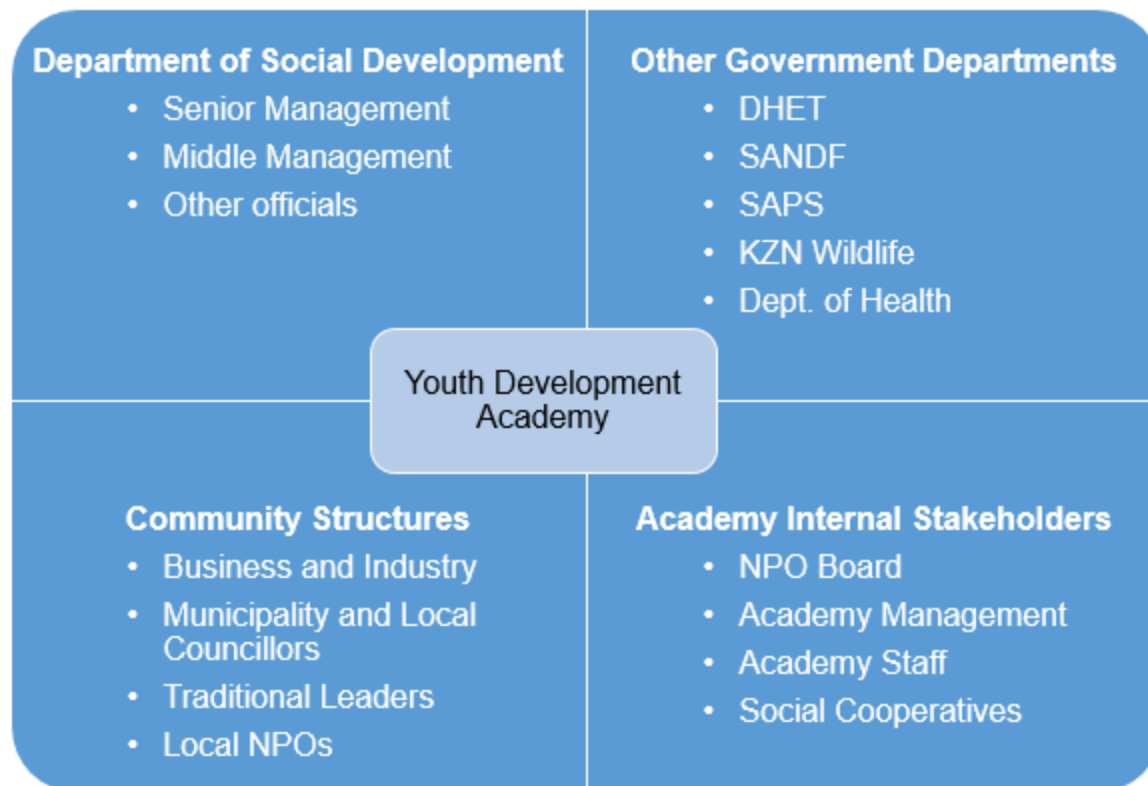 Department of Social Development
• Senior Management
• Middle Management
• Other officials
Other Government Departments
• DHET
• SANDF
• SAPS
• KZN Wildlife
• Dept. of Health
Youth Development
Academy
Community Structures
• Business and Industry
• Municipality and Local
Councillors
• Traditional Leaders
• Local NPOs
Academy Internal Stakeholders
• NPO Board
• Academy Management
• Academy Staff
• Social Cooperatives